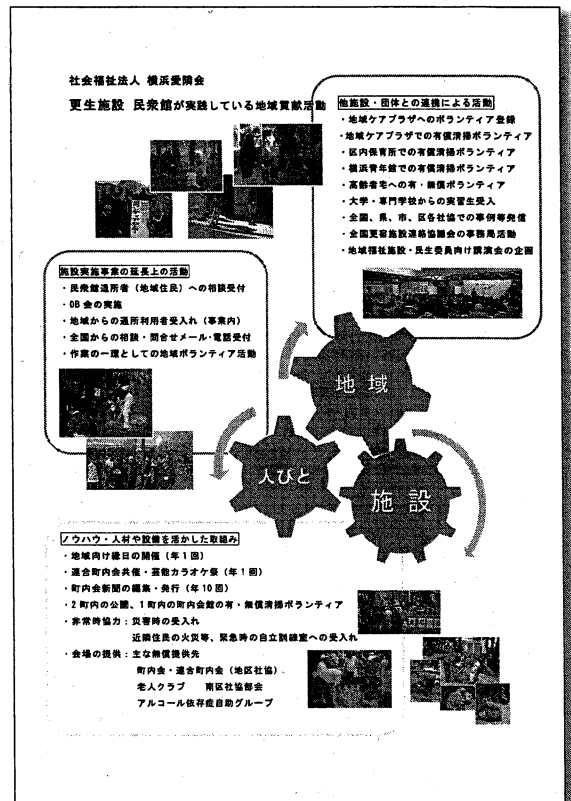 社会福祉法人 横浜愛隣会
更生施設 民衆館が実践している地域貢献活動
他施設・団体との連携による活動
・地域ケアプラザへのボランティア登録
・地域ケアプラザでの有償清掃ボランティア
・区内保育所での有償清掃ボランティア
・横浜青年館での有償清掃ボランティア
・高齢者宅への有・無償ボランティア
・大学・専門学校からの実習生受入
・全国、県、市、区各社協での事例等発信
・全国更宿施設連絡協議会の事務局活動
・地域福祉施設・民生委員向け講演会の企画
施設実施事業の延長上の活動
・民衆館退所者（地域住民）への相談受付
・OB会の実施
・地域からの通所利用者受入れ（事業内）
・全国からの相談・問合せメール・電話受付
・作業の一環としての地域ボランティア活動
地域
人びと
施設
ノウハウ・人材や設備を活かした取組み
・地域向け縁日の開催（年1回）
・連合町内会共催・芸能カラオケ祭（年1回）
・町内会新聞の編集・発行（年10回）
・2町内の公園、1町内の町内会館の有・無償清掃ボランティア
・非常時協力：災害時の受入れ
近隣住民の火災等、緊急時の自立訓練室への受入れ
・会場の提供：主な無償提供先
町内会・連合町内会（地区社協）
老人クラブ　南区社協部会
アルコール依存症自助グループ